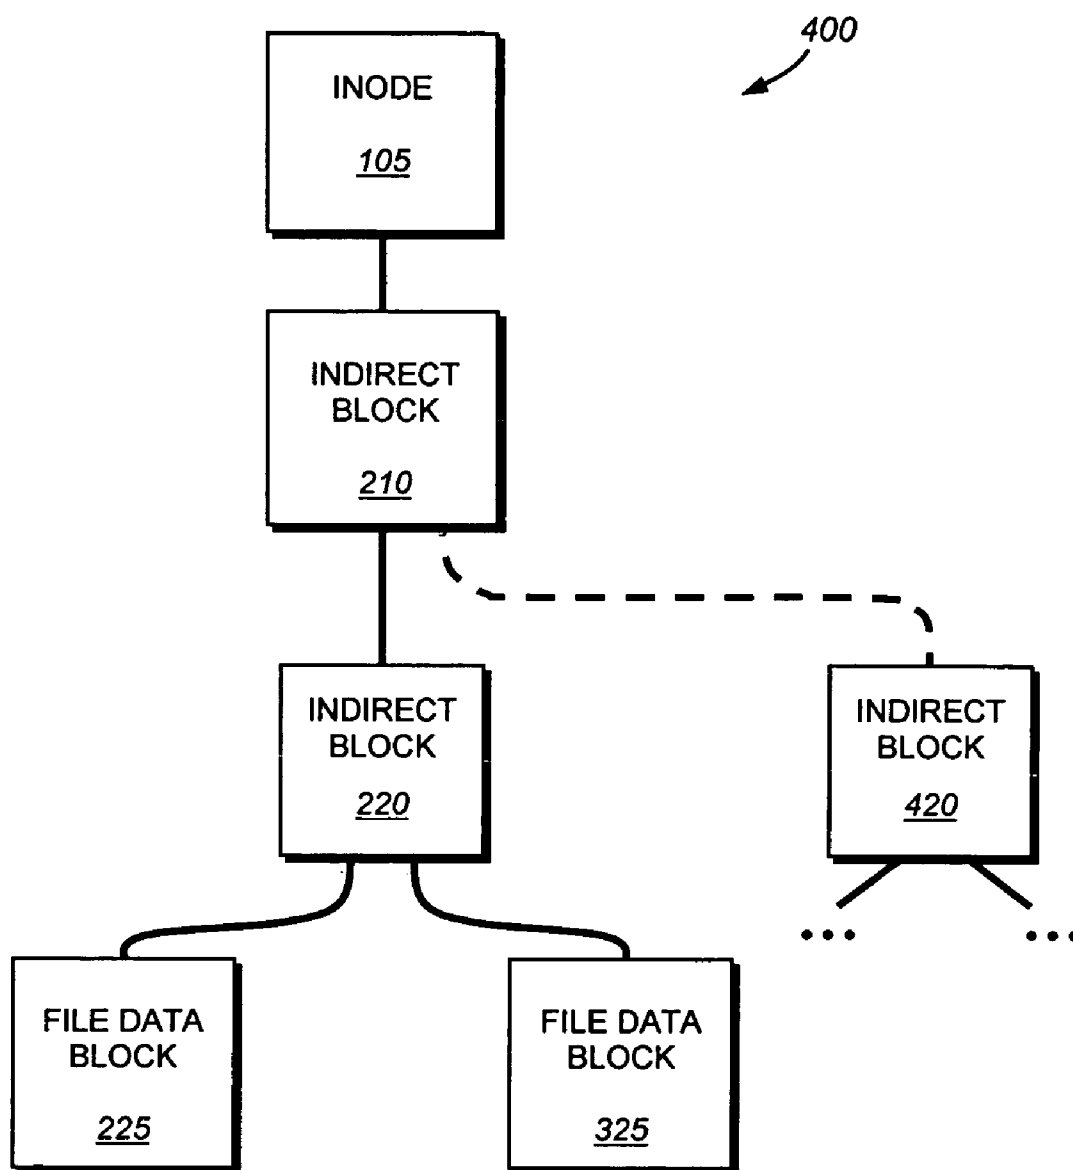 400
INODE
105
INDIRECT
BLOCK
210
INDIRECT
BLOCK
220
INDIRECT
BLOCK
420
FILE DATA
BLOCK
225
FILE DATA
BLOCK
325